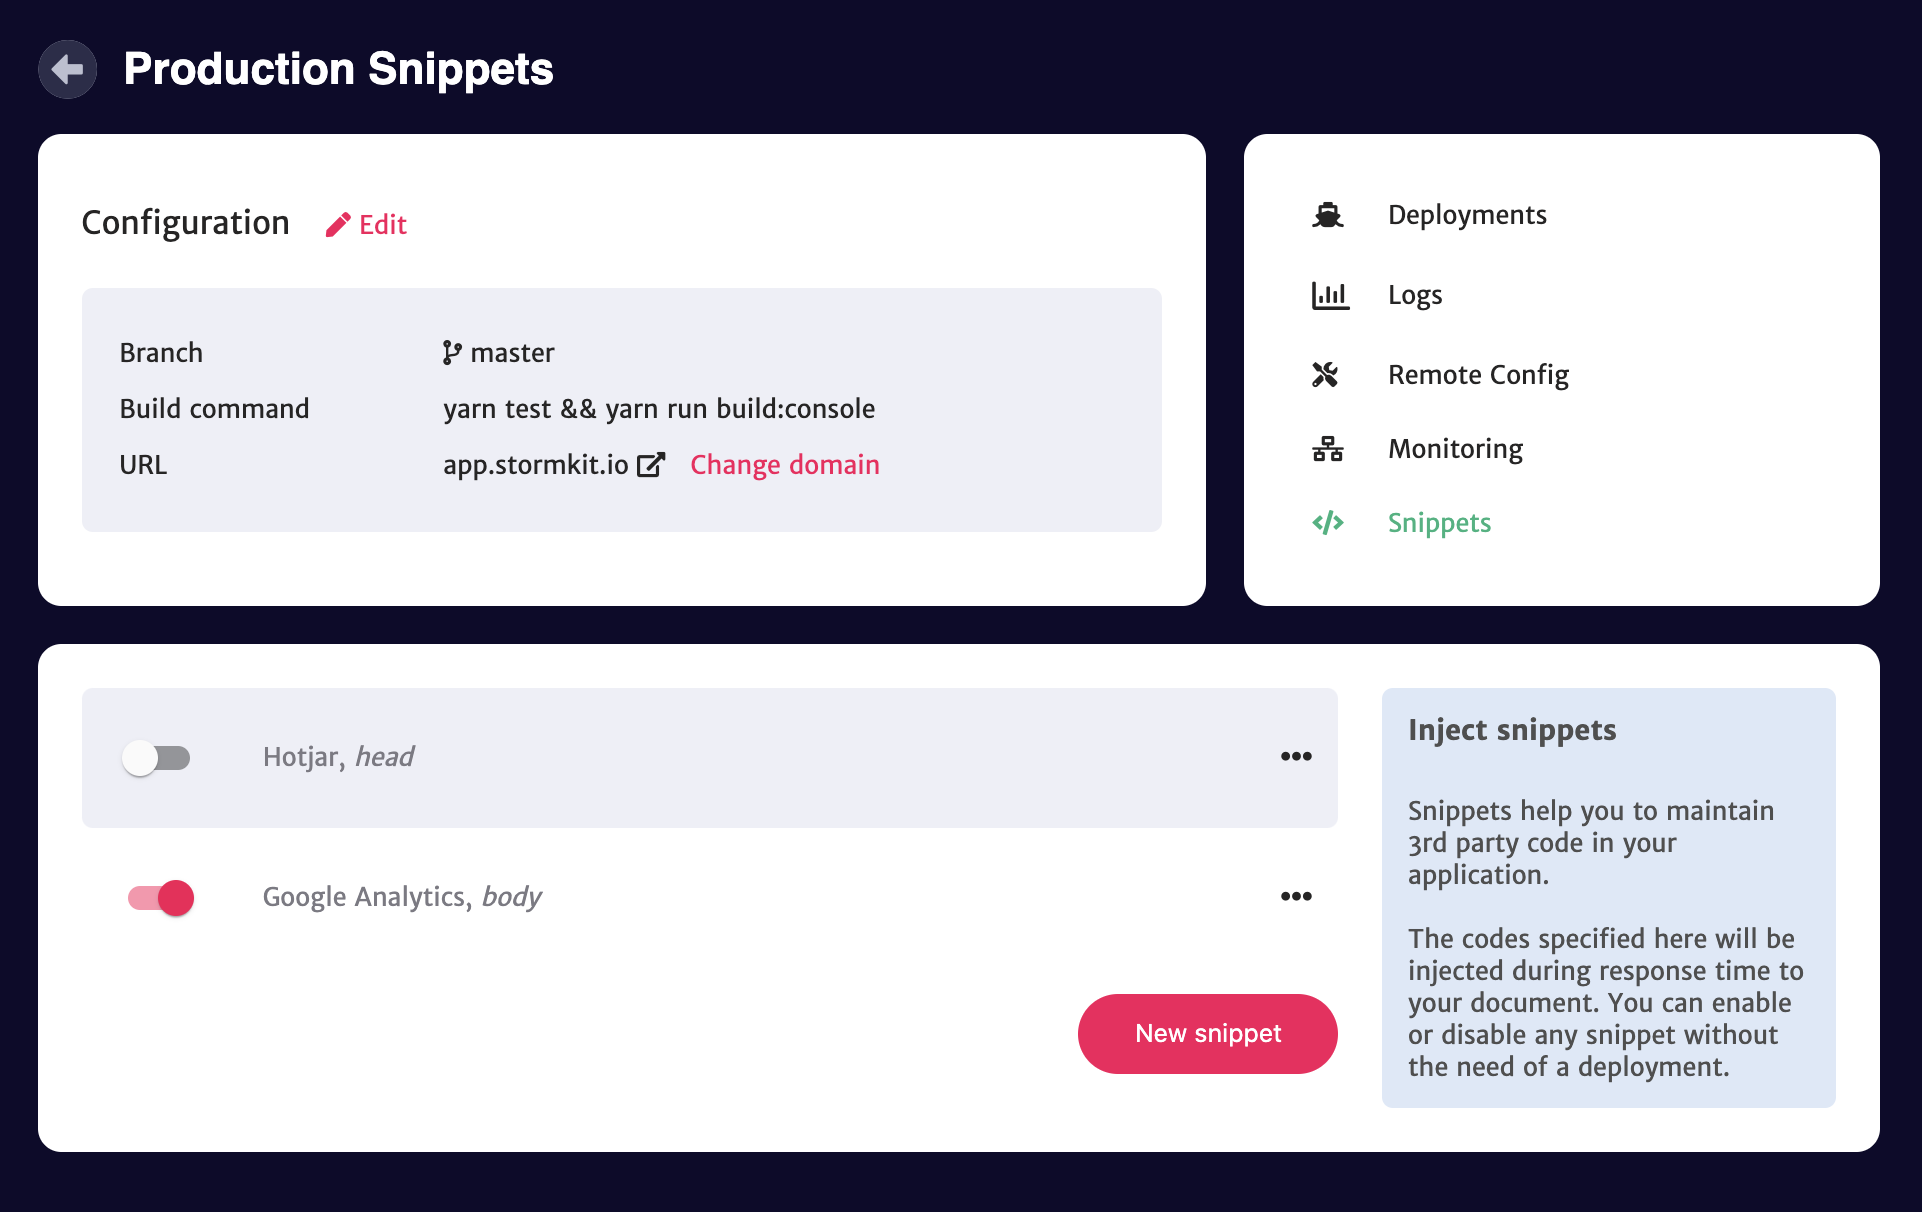 Production Snippets
Configuration Edit
Branch master
Build command yarn test && yarn run build:console
URL app.stormkit.io Change domain
Deployments
Logs
Remote Config
Monitoring
Snippets
Hotjar, head
Google Analytics, body
New snippet
Inject snippets
Snippets help you to maintain
3rd party code in your
application.
The codes specified here will be
injected during response time to
your document. You can enable
or disable any snippet without
the need of a deployment.